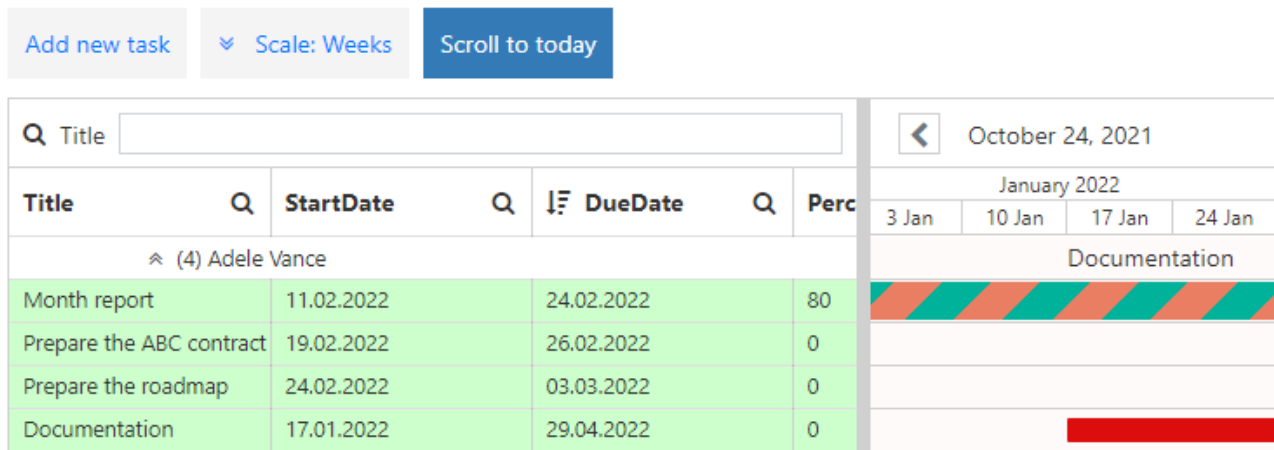 Add new task Scale: Weeks Scroll to today
Title October 24, 2021
January 2022
Title StartDate DueDate Perc
3 Jan 10 Jan 17 Jan 24 Jan
(4) Adele Vance Documentation
Month report 11.02.2022 24.02.2022 80
Prepare the ABC contract 19.02.2022 26.02.2022 0
Prepare the roadmap 24.02.2022 03.03.2022 0
Documentation 17.01.2022 29.04.2022 0